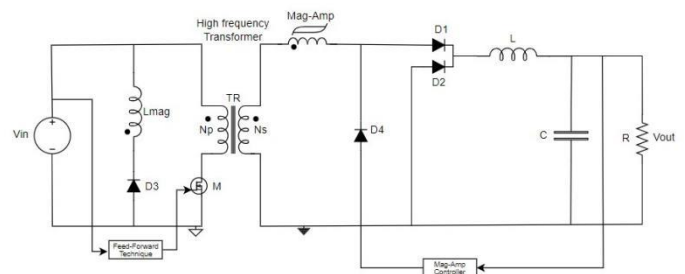 High frequency
Transformer
Mag-Amp
D1
D2
L
Lmag
TR
Vin
Np
Ns
D4
C
R
Vout
D3
M
Feed-Forward
Technique
Mag-Amp
Controller